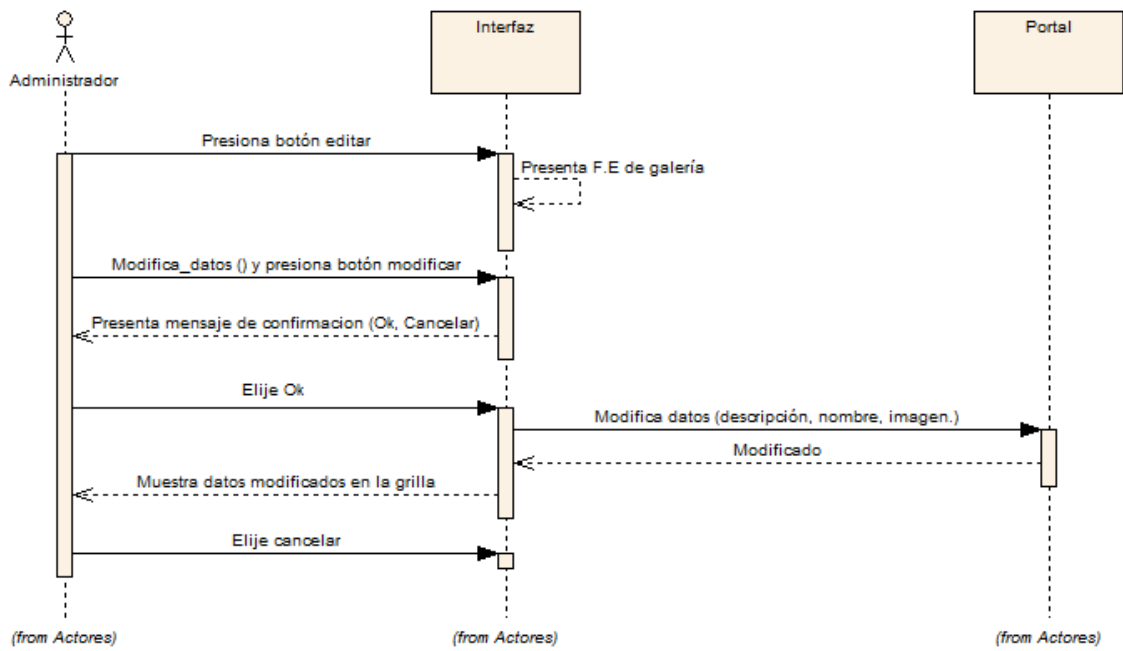 Interfaz
Portal
Administrador
Presiona botón editar
Presenta F.E de galería
Modifica_datos () y presiona botón modificar
Presenta mensaje de confirmacion (Ok, Cancelar)
Elije Ok
Modifica datos (descripción, nombre, imagen.)
Modificado
Muestra datos modificados en la grilla
Elije cancelar
(from Actores)
(from Actores)
(from Actores)